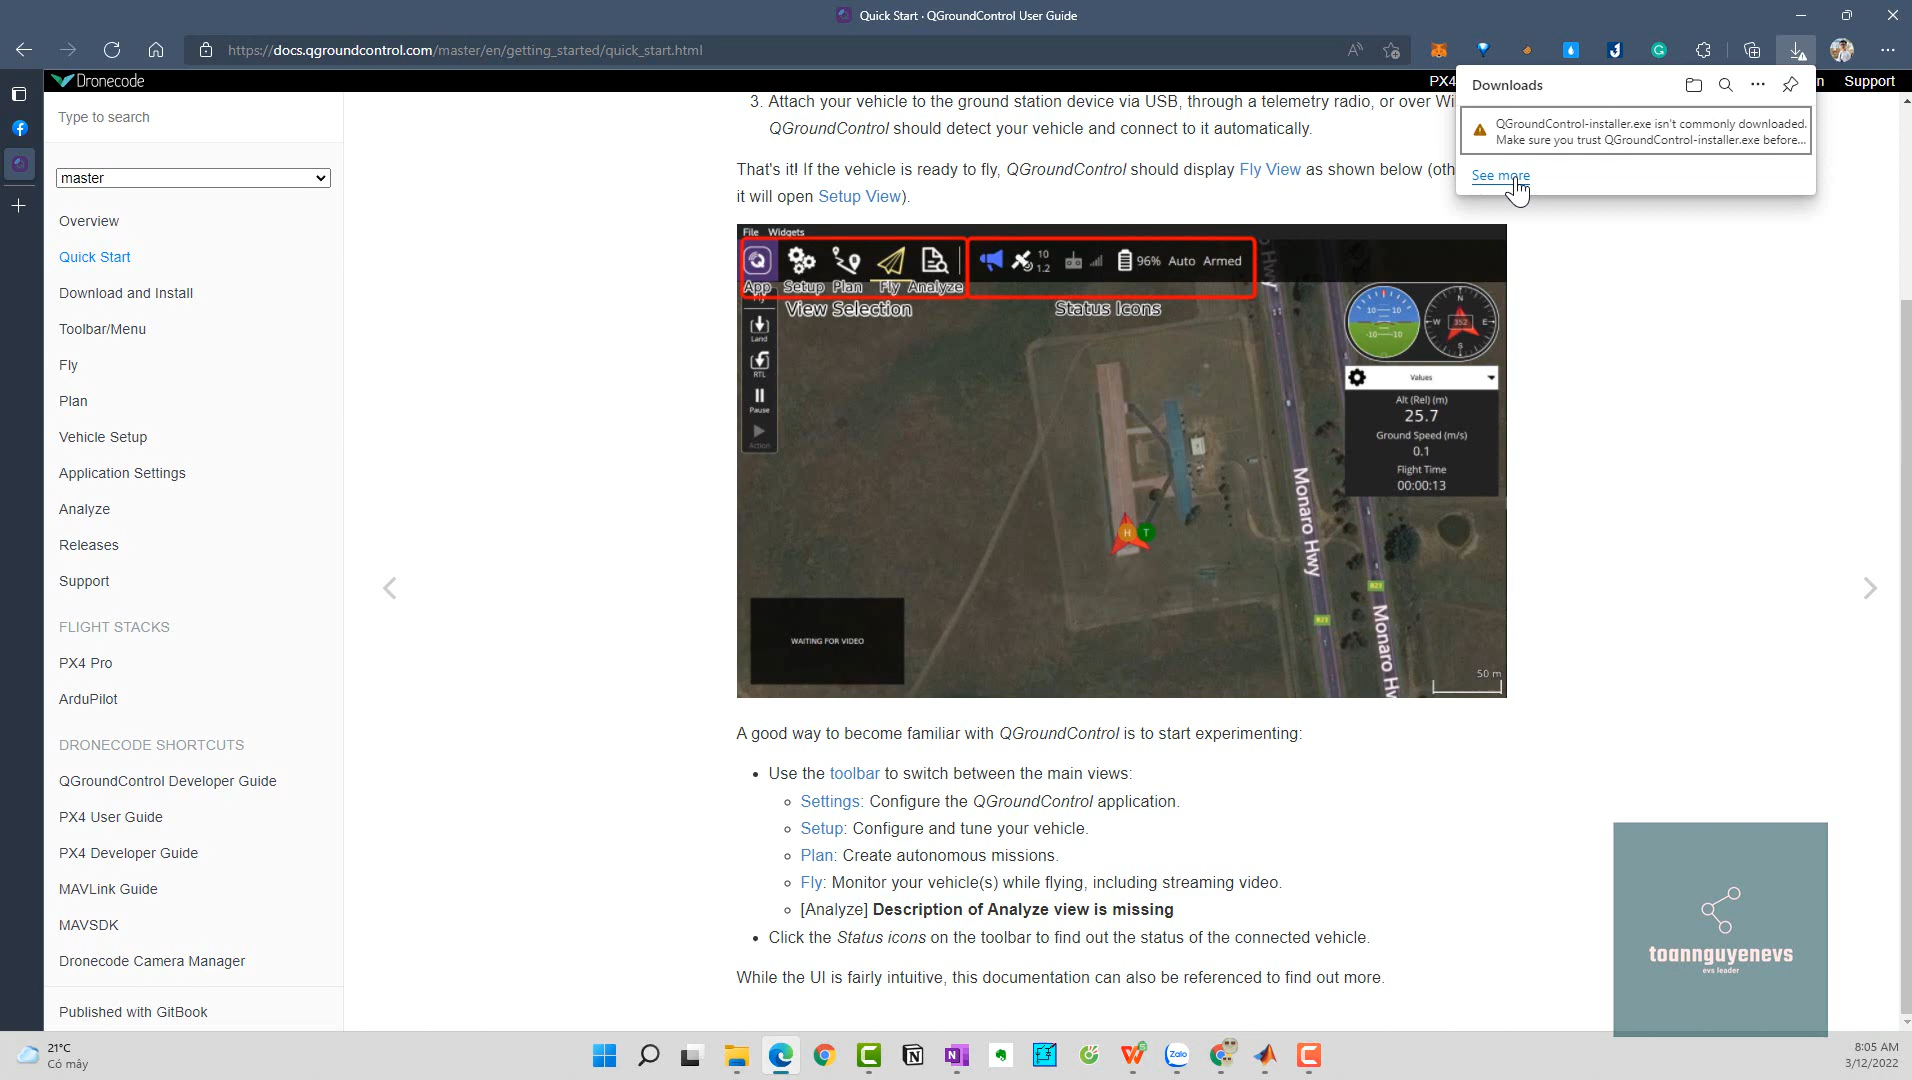 Quick Start · QGroundControl User Guide
https://docs.qgroundcontrol.com/master/en/getting_started/quick_start.html
Dronecode
PX4
n
Support
Downloads
QGroundControl-installer.exe isn't commonly downloaded.
Make sure you trust QGroundControl-installer.exe before...
See more
Type to search
master
Overview
Quick Start
Download and Install
Toolbar/Menu
Fly
Plan
Vehicle Setup
Application Settings
Analyze
Releases
Support
FLIGHT STACKS
PX4 Pro
ArduPilot
DRONECODE SHORTCUTS
QGroundControl Developer Guide
PX4 User Guide
PX4 Developer Guide
MAVLink Guide
MAVSDK
Dronecode Camera Manager
Published with GitBook
3. Attach your vehicle to the ground station device via USB, through a telemetry radio, or over Wi
QGroundControl should detect your vehicle and connect to it automatically.
That's it! If the vehicle is ready to fly, QGroundControl should display Fly View as shown below (oth
it will open Setup View).
File Widgets
10
1.2
96% Auto Armed
App Setup Plan Fly Analyze
View Selection
Status Icons
Hwy
Land
RTL
Pause
Action
10 10
-10 -10
N
W 352 E
S
Values
Alt (Rel) (m)
25.7
Ground Speed (m/s)
0.1
Flight Time
00:00:13
Monaro Hwy
H T
B23
B23
Monaro Hw
WAITING FOR VIDEO
50 m
A good way to become familiar with QGroundControl is to start experimenting:
• Use the toolbar to switch between the main views:
Settings: Configure the QGroundControl application.
Setup: Configure and tune your vehicle.
Plan: Create autonomous missions.
Fly: Monitor your vehicle(s) while flying, including streaming video.
[Analyze] Description of Analyze view is missing
• Click the Status icons on the toolbar to find out the status of the connected vehicle.
While the UI is fairly intuitive, this documentation can also be referenced to find out more.
toannguyenevs
evs leader
21°C
Có mây
Zalo
8:05 AM
3/12/2022